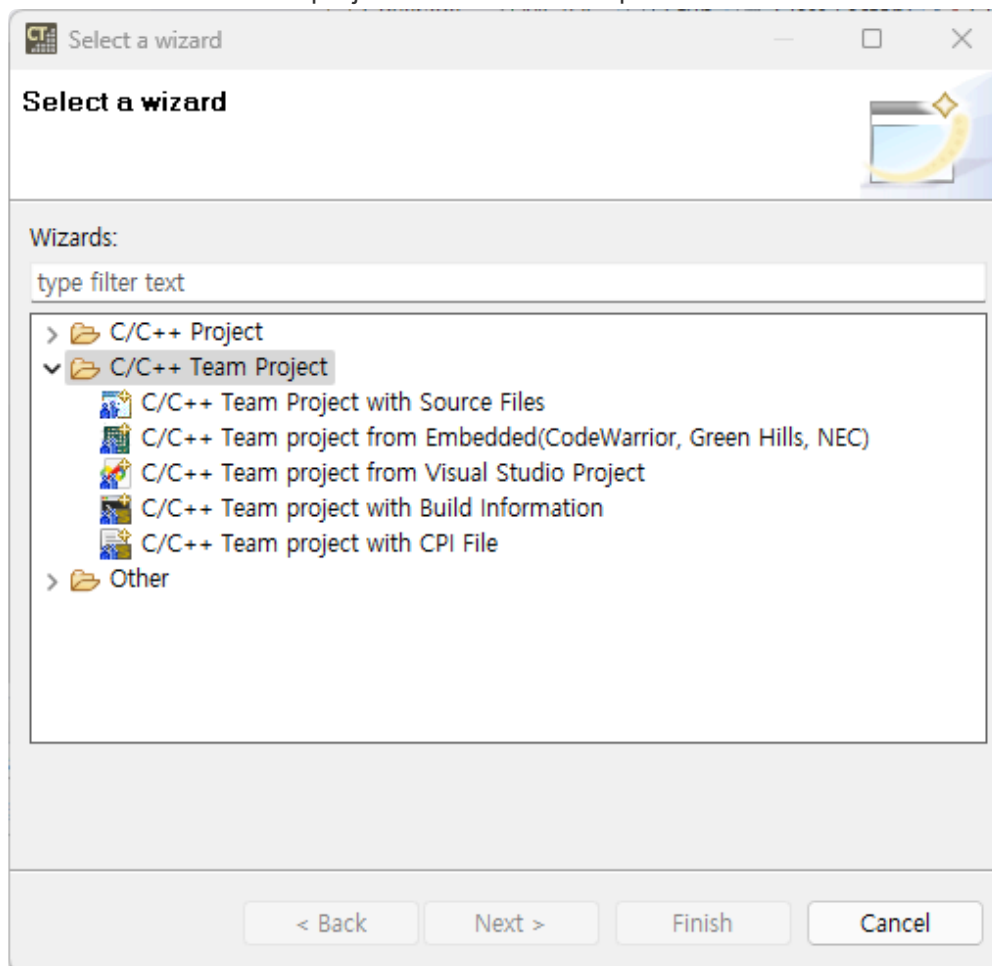 Select a wizard
Select a wizard
Wizards:
type filter text
C/C++ Project
C/C++ Team Project
C/C++ Team Project with Source Files
C/C++ Team project from Embedded(CodeWarrior, Green Hills, NEC)
C/C++ Team project from Visual Studio Project
C/C++ Team project with Build Information
C/C++ Team project with CPI File
Other
< Back Next > Finish Cancel